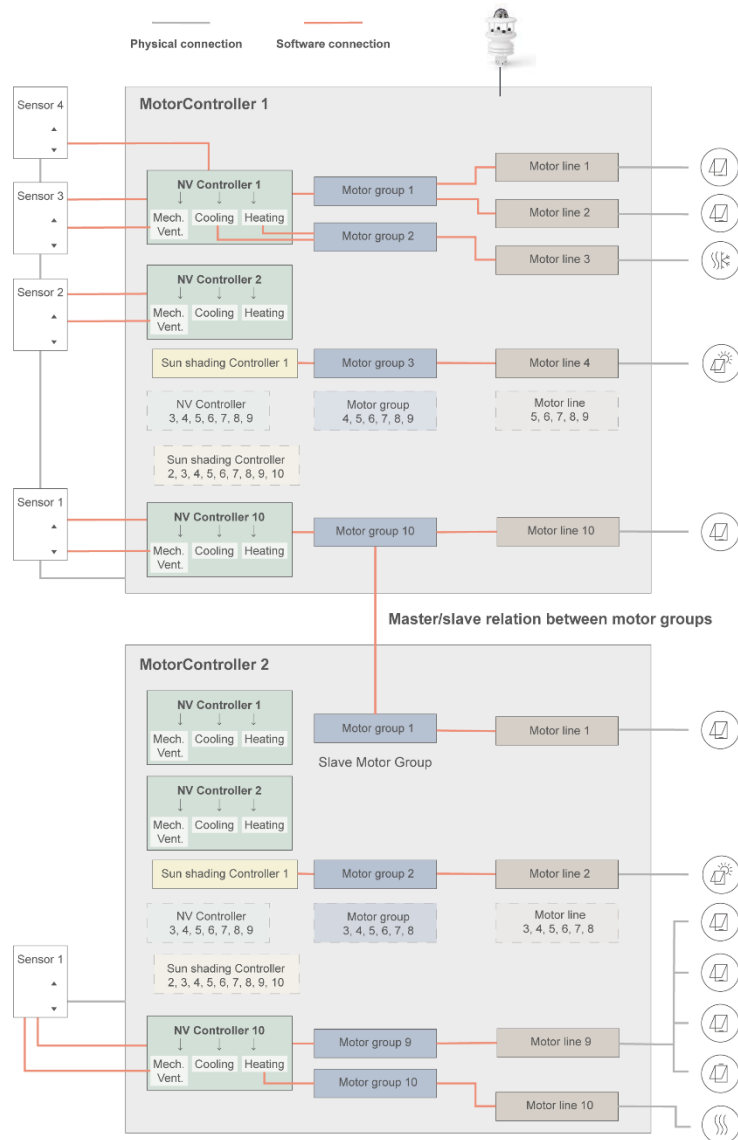 Physical connection
Software connection
Sensor 4
MotorController 1
Motor line 1
NV Controller 1
Motor group 1
Sensor 3
Mech.
Vent.
Cooling
Heating
Motor line 2
Motor group 2
Motor line 3
NV Controller 2
Sensor 2
Mech.
Vent.
Cooling
Heating
Sun shading Controller 1
Motor group 3
Motor line 4
NV Controller
3, 4, 5, 6, 7, 8, 9
Motor group
4, 5, 6, 7, 8, 9
Motor line
5, 6, 7, 8, 9
Sun shading Controller
2, 3, 4, 5, 6, 7, 8, 9, 10
Sensor 1
NV Controller 10
Mech.
Vent.
Cooling
Heating
Motor group 10
Motor line 10
Master/slave relation between motor groups
MotorController 2
NV Controller 1
Mech.
Vent.
Cooling
Heating
Motor group 1
Motor line 1
Slave Motor Group
NV Controller 2
Mech.
Vent.
Cooling
Heating
Sun shading Controller 1
Motor group 2
Motor line 2
NV Controller
3, 4, 5, 6, 7, 8, 9
Motor group
3, 4, 5, 6, 7, 8
Motor line
3, 4, 5, 6, 7, 8
Sensor 1
Sun shading Controller
2, 3, 4, 5, 6, 7, 8, 9, 10
NV Controller 10
Mech.
Vent.
Cooling
Heating
Motor group 9
Motor line 9
Motor group 10
Motor line 10